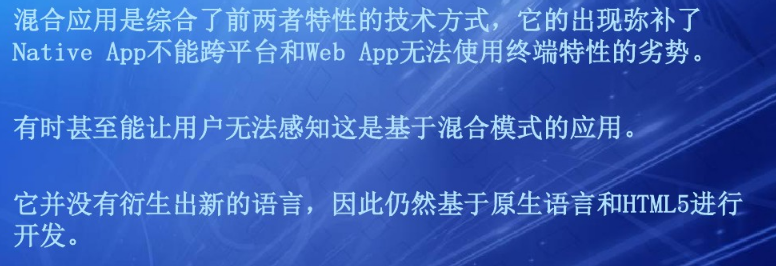 混合应用是综合了前两者特性的技术方式，它的出现弥补了
Native App不能跨平台和Web App无法使用终端特性的劣势。
有时甚至能让用户无法感知这是基于混合模式的应用。
它并没有衍生出新的语言，因此仍然基于原生语言和HTML5进行
开发。